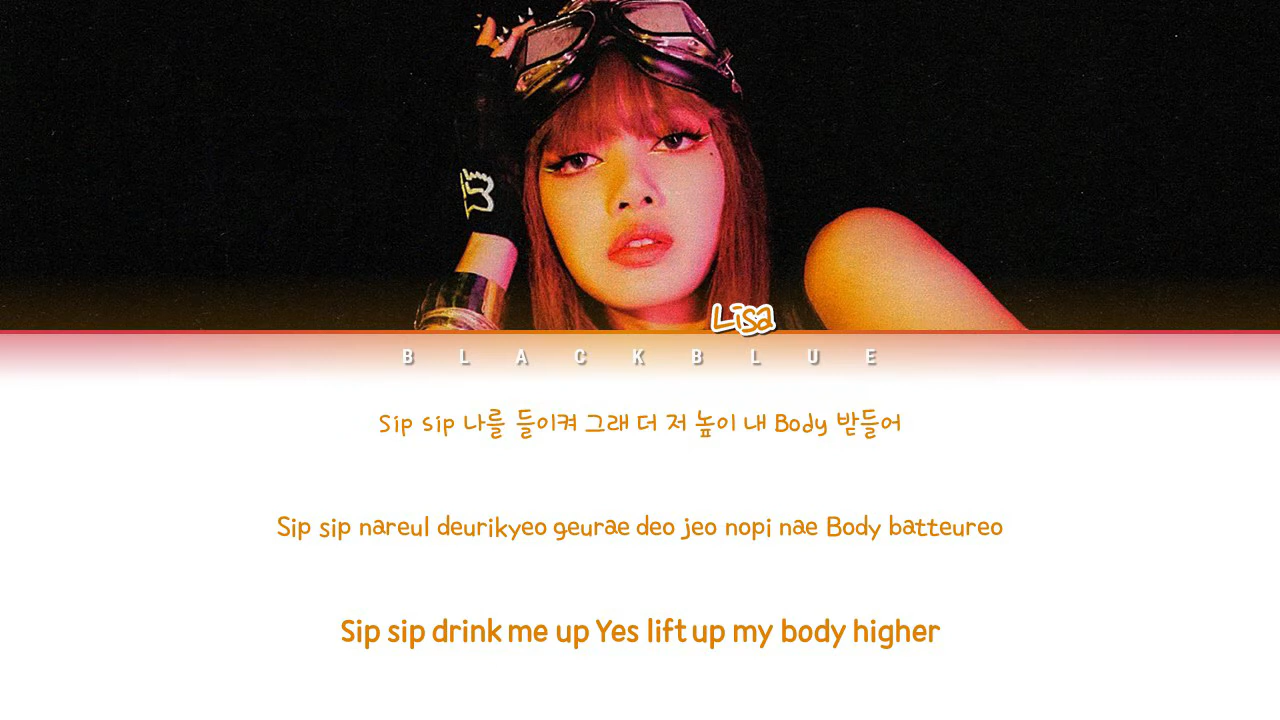 Lisa
B L A C K B L U E
Sip sip 나를 들이켜 그래 더 저 높이 내 Body 받들어
Sip sip nareul deurikyeo geurae deo jeo nopi nae Body batteureo
Sip sip drink me up Yes lift up my body higher